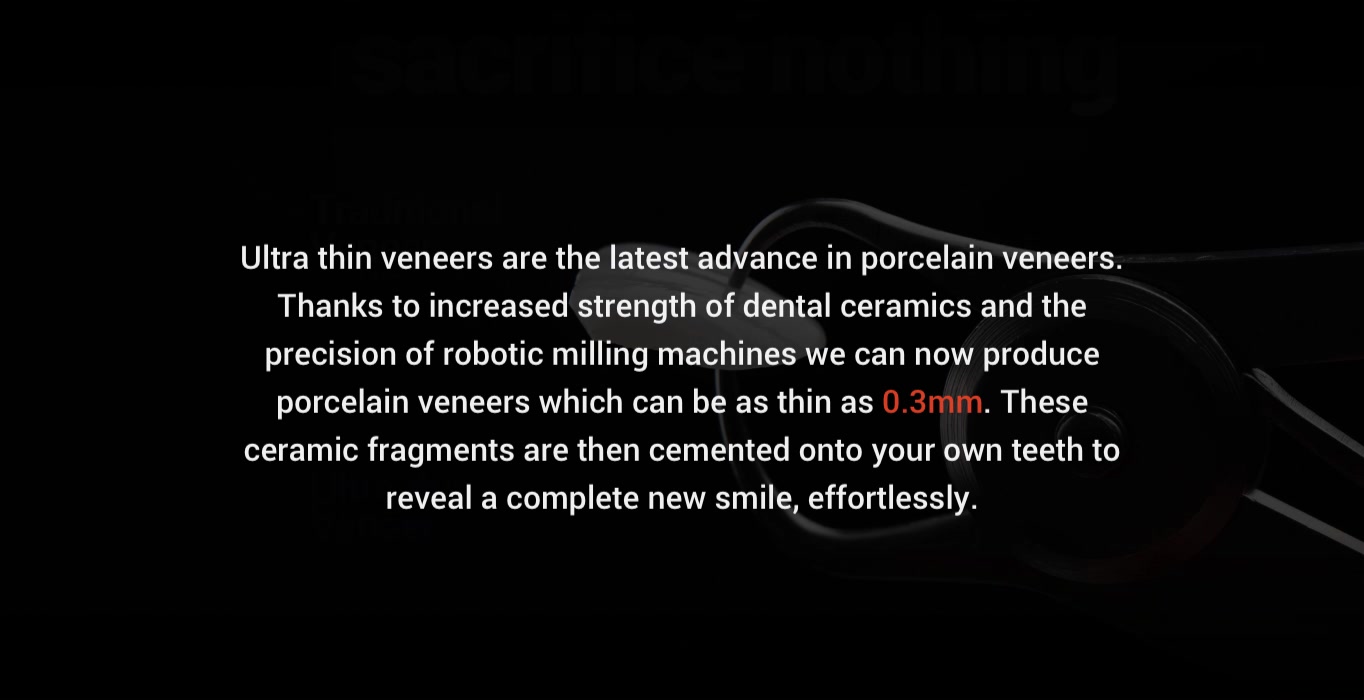 sacrifice nothing
Traditional
Ultra thin veneers are the latest advance in porcelain veneers.
Thanks to increased strength of dental ceramics and the
precision of robotic milling machines we can now produce
porcelain veneers which can be as thin as 0.3mm. These
ceramic fragments are then cemented onto your own teeth to
reveal a complete new smile, effortlessly.